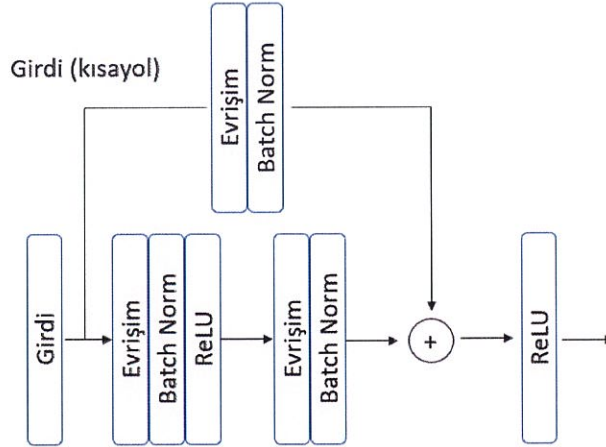 Girdi (kısayol)
Evrişim
Batch Norm
Girdi
Evrişim
Batch Norm
ReLU
Evrişim
Batch Norm
+
ReLU